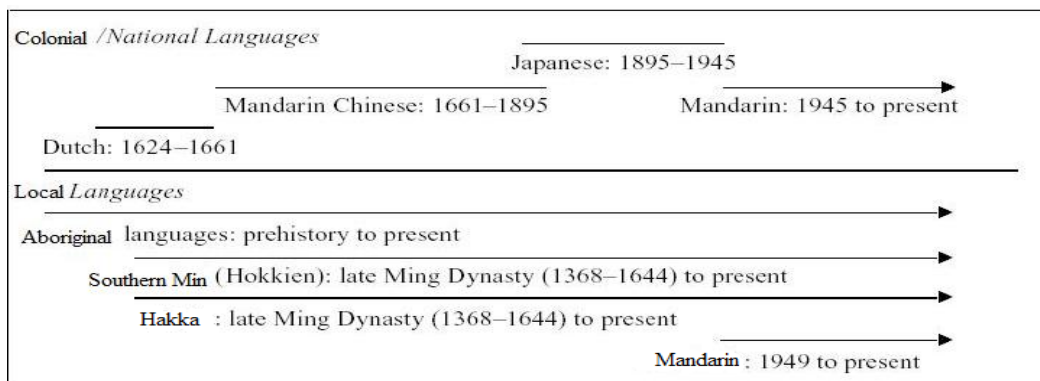 Colonial /National Languages
Japanese: 1895–1945
Mandarin Chinese: 1661–1895
Mandarin: 1945 to present
Dutch: 1624–1661
Local Languages
Aboriginal languages: prehistory to present
Southern Min (Hokkien): late Ming Dynasty (1368–1644) to present
Hakka : late Ming Dynasty (1368–1644) to present
Mandarin : 1949 to present